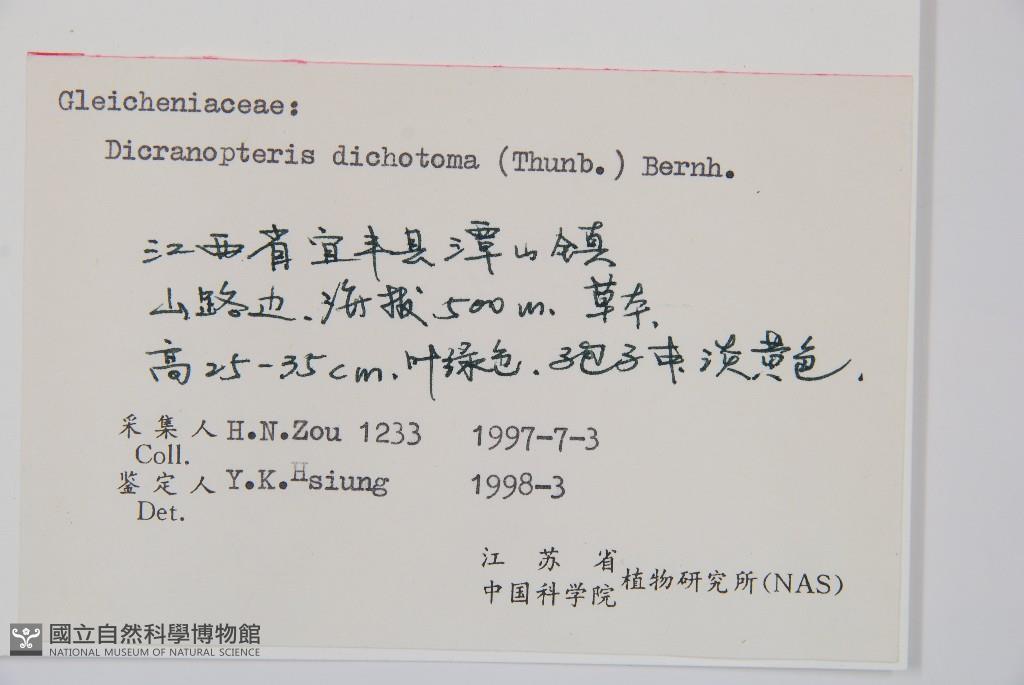 Gleicheniaceae:
Dicranopteris dichotoma (Thunb.) Bernh.
江西省宜丰县潭山镇
山路边. 海拔500m. 草本.
高25-35cm. 叶绿色. 孢子束淡黄色.
采集人 H.N.Zou 1233 1997-7-3
Coll.
鉴定人 Y.K.Hsiung 1998-3
Det.
江苏省
中国科学院 植物研究所(NAS)
國立自然科學博物館
NATIONAL MUSEUM OF NATURAL SCIENCE